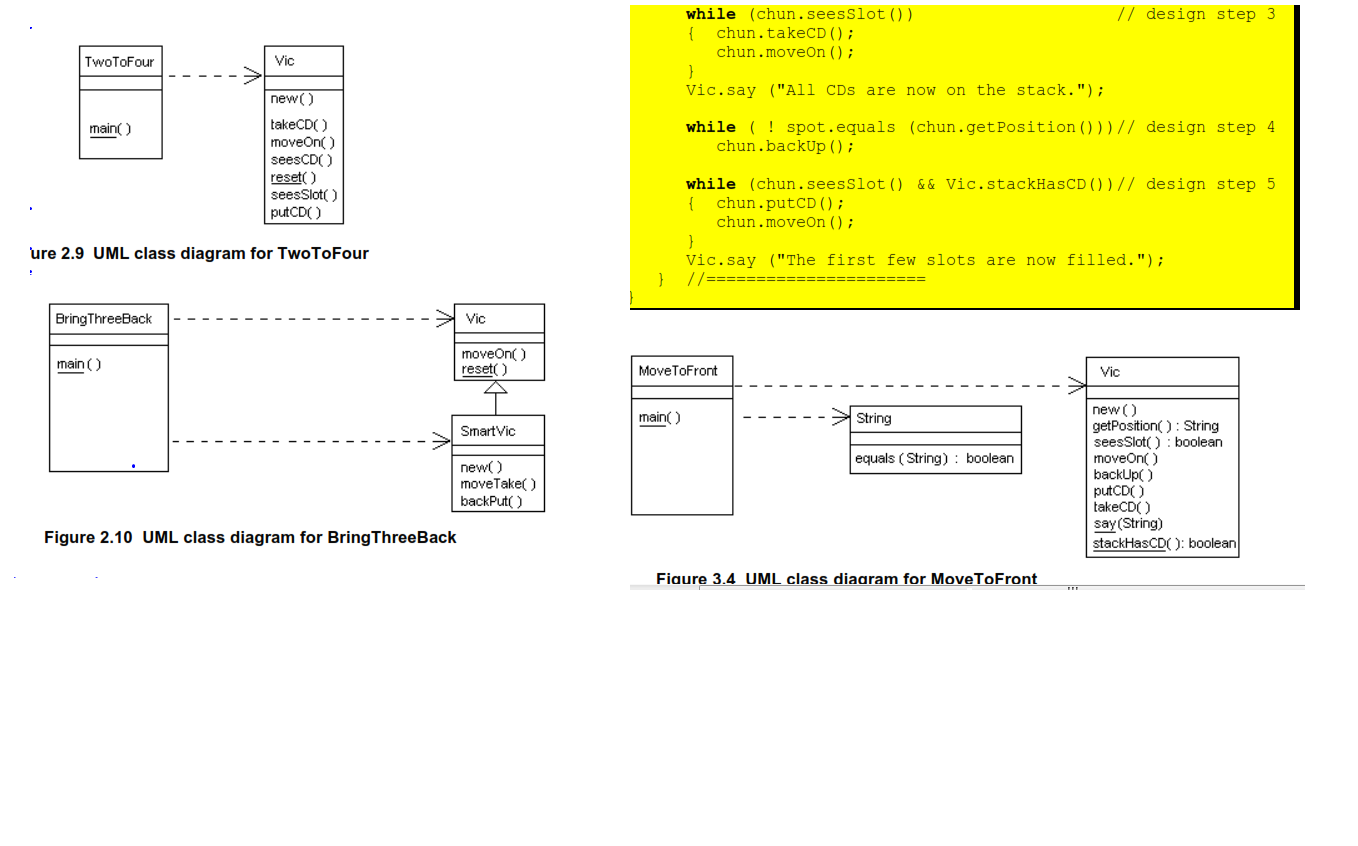 TwoToFour
main( )
Vic
new( )
takeCD( )
moveOn( )
seesCD( )
reset( )
seesSlot( )
putCD( )
ure 2.9 UML class diagram for TwoToFour
BringThreeBack
main( )
Vic
moveOn( )
reset( )
SmartVic
new( )
moveTake( )
backPut( )
Figure 2.10 UML class diagram for BringThreeBack
while (chun.seesSlot()) // design step 3
{ chun.takeCD();
chun.moveOn();
}
Vic.say ("All CDs are now on the stack.");
while ( ! spot.equals (chun.getPosition()))// design step 4
chun.backUp();
while (chun.seesSlot() && Vic.stackHasCD())// design step 5
{ chun.putCD();
chun.moveOn();
}
Vic.say ("The first few slots are now filled.");
} //======================
}
MoveToFront
main( )
String
equals ( String ) : boolean
Vic
new ( )
getPosition( ) : String
seesSlot( ) : boolean
moveOn( )
backUp( )
putCD( )
takeCD( )
say(String)
stackHasCD( ): boolean
Figure 3.4 UML class diagram for MoveToFront